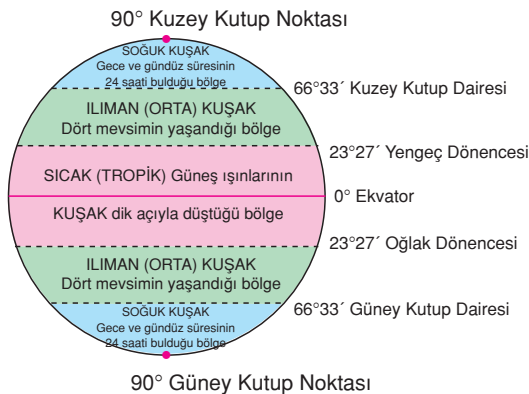 90° Kuzey Kutup Noktası
SOĞUK KUŞAK
Gece ve gündüz süresinin
24 saati bulduğu bölge
66°33´ Kuzey Kutup Dairesi
ILIMAN (ORTA) KUŞAK
Dört mevsimin yaşandığı bölge
23°27´ Yengeç Dönencesi
SICAK (TROPİK) Güneş ışınlarının
0° Ekvator
KUŞAK dik açıyla düştüğü bölge
23°27´ Oğlak Dönencesi
ILIMAN (ORTA) KUŞAK
Dört mevsimin yaşandığı bölge
66°33´ Güney Kutup Dairesi
SOĞUK KUŞAK
Gece ve gündüz süresinin
24 saati bulduğu bölge
90° Güney Kutup Noktası